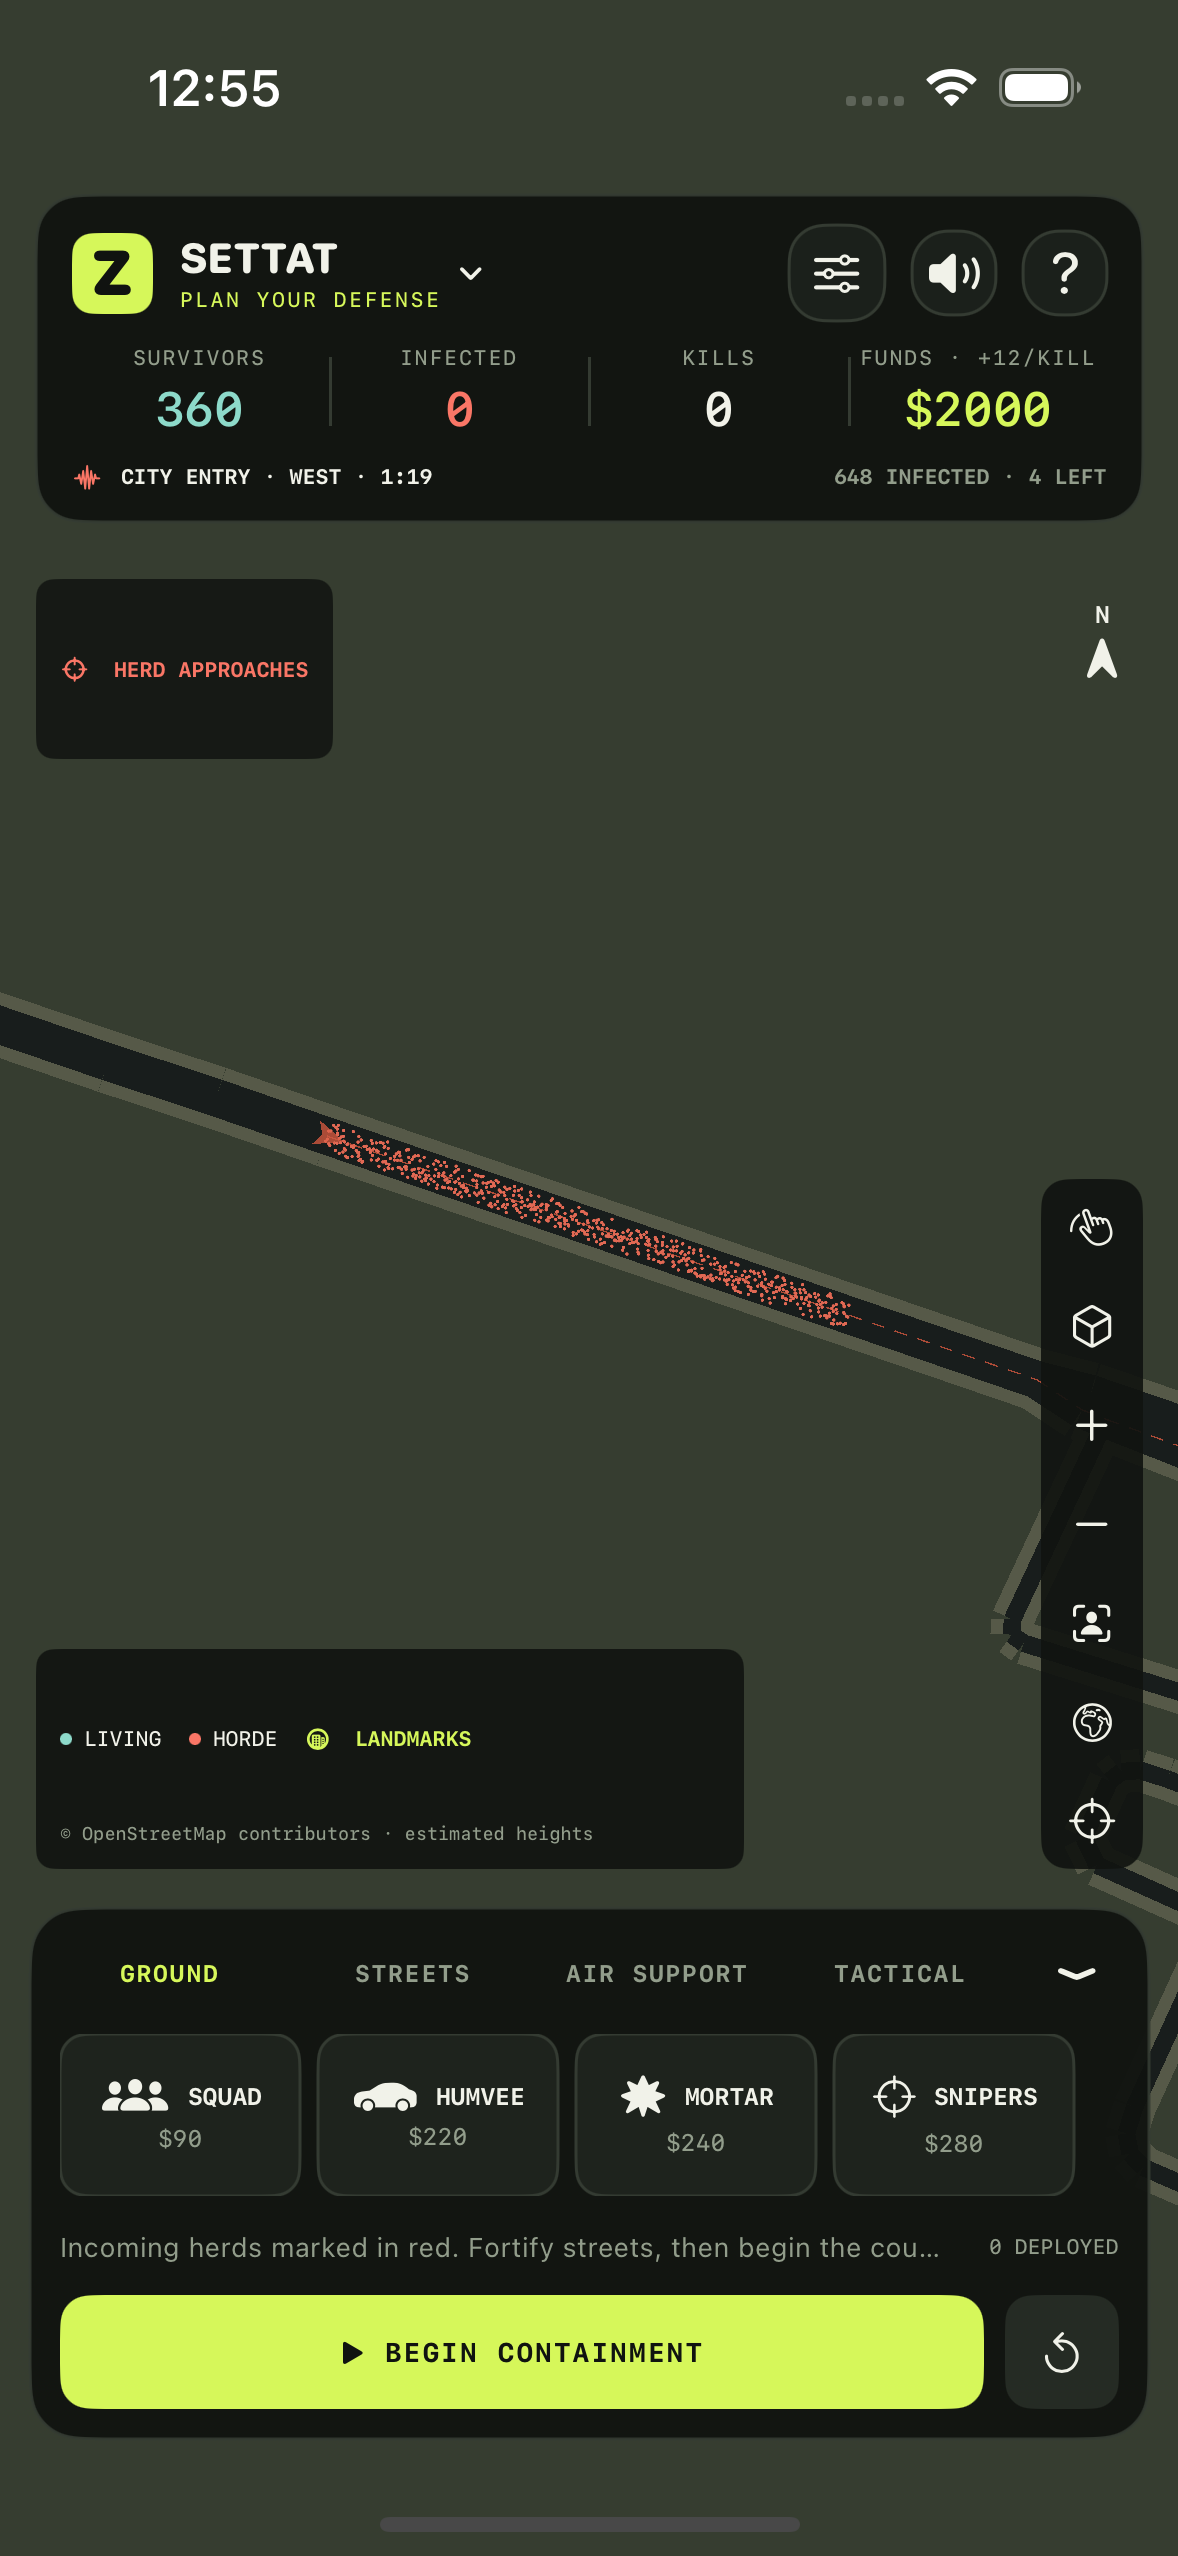 12:55
Z
SETTAT
PLAN YOUR DEFENSE
?
SURVIVORS
INFECTED
KILLS
FUNDS · +12/KILL
360
0
0
$2000
CITY ENTRY · WEST · 1:19
648 INFECTED · 4 LEFT
HERD APPROACHES
N
LIVING
HORDE
LANDMARKS
© OpenStreetMap contributors · estimated heights
GROUND
STREETS
AIR SUPPORT
TACTICAL
SQUAD
$90
HUMVEE
$220
MORTAR
$240
SNIPERS
$280
Incoming herds marked in red. Fortify streets, then begin the cou...
0 DEPLOYED
BEGIN CONTAINMENT